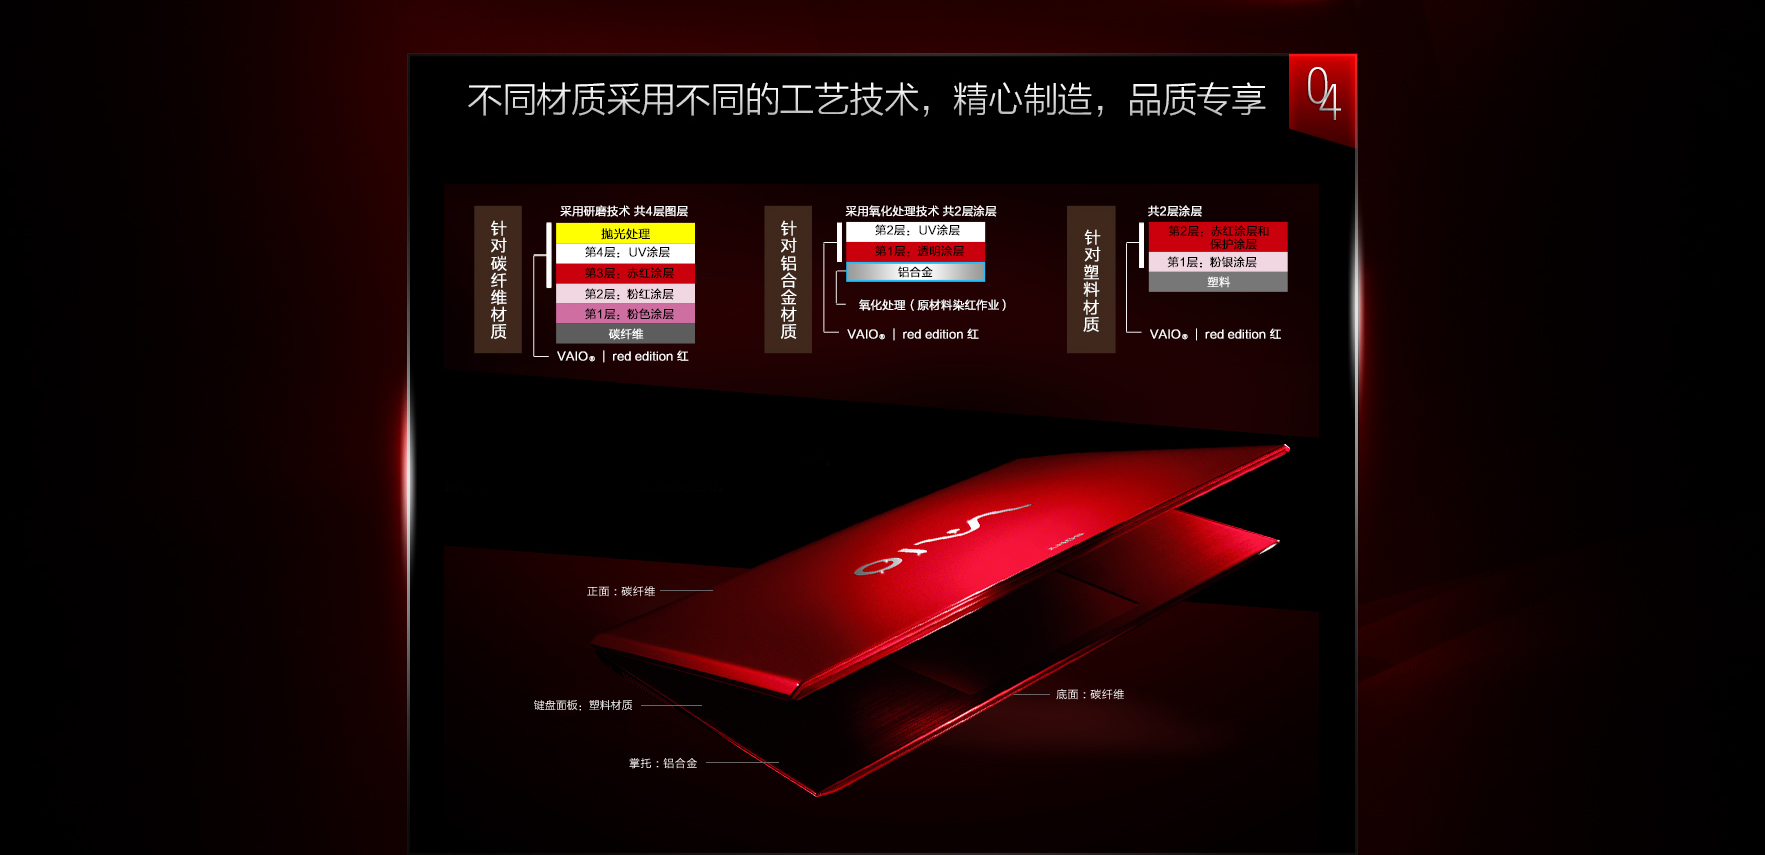 不同材质采用不同的工艺技术，精心制造，品质专享
04
针对碳纤维材质
采用研磨技术 共4层图层
抛光处理
第4层：UV涂层
第3层：赤红涂层
第2层：粉红涂层
第1层：粉色涂层
碳纤维
VAIO® | red edition 红
针对铝合金材质
采用氧化处理技术 共2层涂层
第2层：UV涂层
第1层：透明涂层
铝合金
氧化处理（原材料染红作业）
VAIO® | red edition 红
针对塑料材质
共2层涂层
第2层：赤红涂层和
保护涂层
第1层：粉银涂层
塑料
VAIO® | red edition 红
VAIO
正面：碳纤维
键盘面板：塑料材质
底面：碳纤维
掌托：铝合金